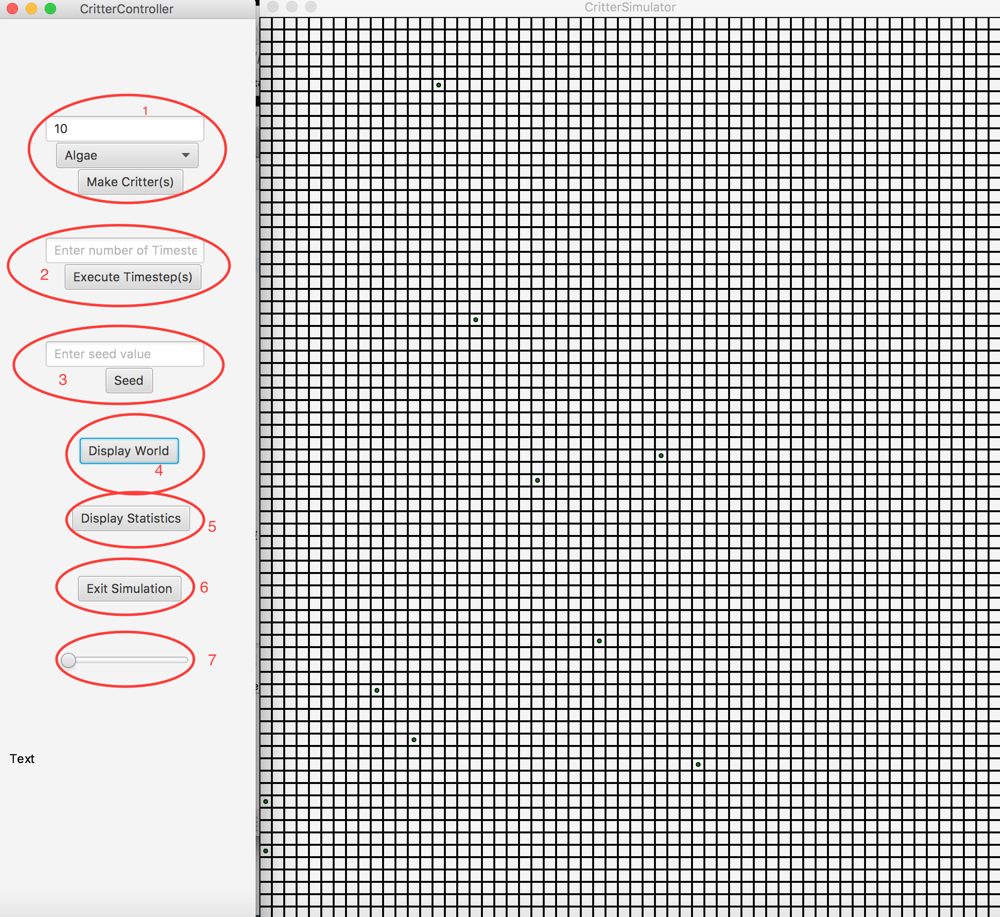 CritterController
CritterSimulator
1
10
Algae
Make Critter(s)
Enter number of Timeste
2
Execute Timestep(s)
Enter seed value
3
Seed
Display World
4
Display Statistics
5
Exit Simulation
6
7
Text